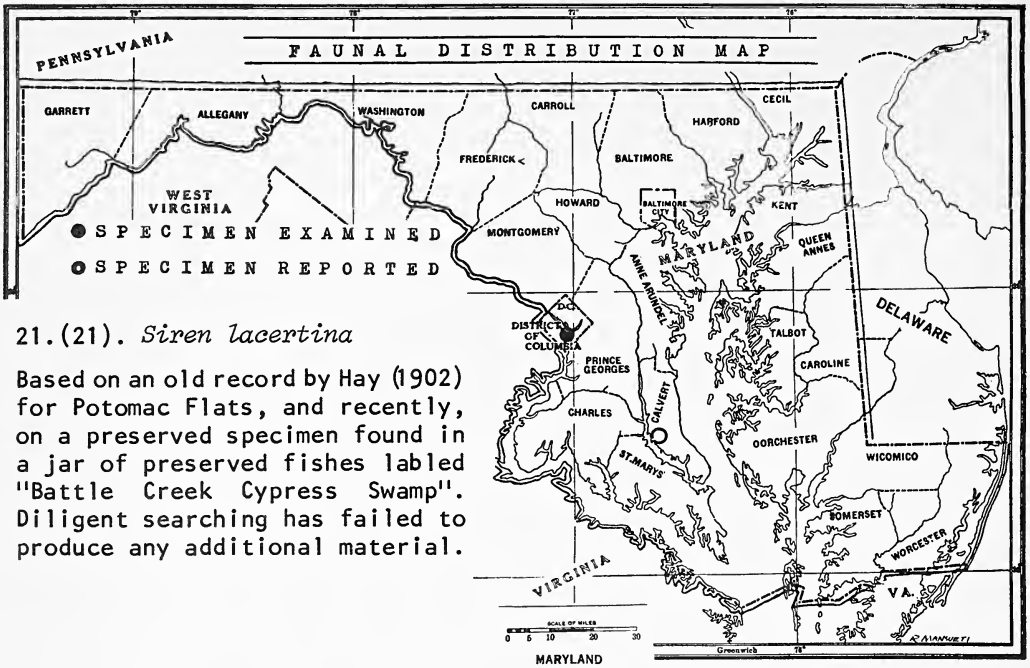 79° 78° 77° 76°
PENNSYLVANIA
FAUNAL DISTRIBUTION MAP
GARRETT
ALLEGANY
WASHINGTON
CARROLL
CECIL
HARFORD
FREDERICK
BALTIMORE
WEST
VIRGINIA
HOWARD
BALTIMORE
CITY
KENT
MONTGOMERY
MARYLAND
QUEEN
ANNES
● SPECIMEN EXAMINED
○ SPECIMEN REPORTED
ANNE ARUNDEL
D.C.
DISTRICT
OF
COLUMBIA
TALBOT
DELAWARE
CAROLINE
PRINCE
GEORGES
CHARLES
CALVERT
ST. MARYS
DORCHESTER
WICOMICO
SOMERSET
WORCESTER
VIRGINIA
VA.
21.(21). Siren lacertina
Based on an old record by Hay (1902)
for Potomac Flats, and recently,
on a preserved specimen found in
a jar of preserved fishes labled
"Battle Creek Cypress Swamp".
Diligent searching has failed to
produce any additional material.
SCALE OF MILES
0 5 10 20 30
MARYLAND
Greenwich 76°